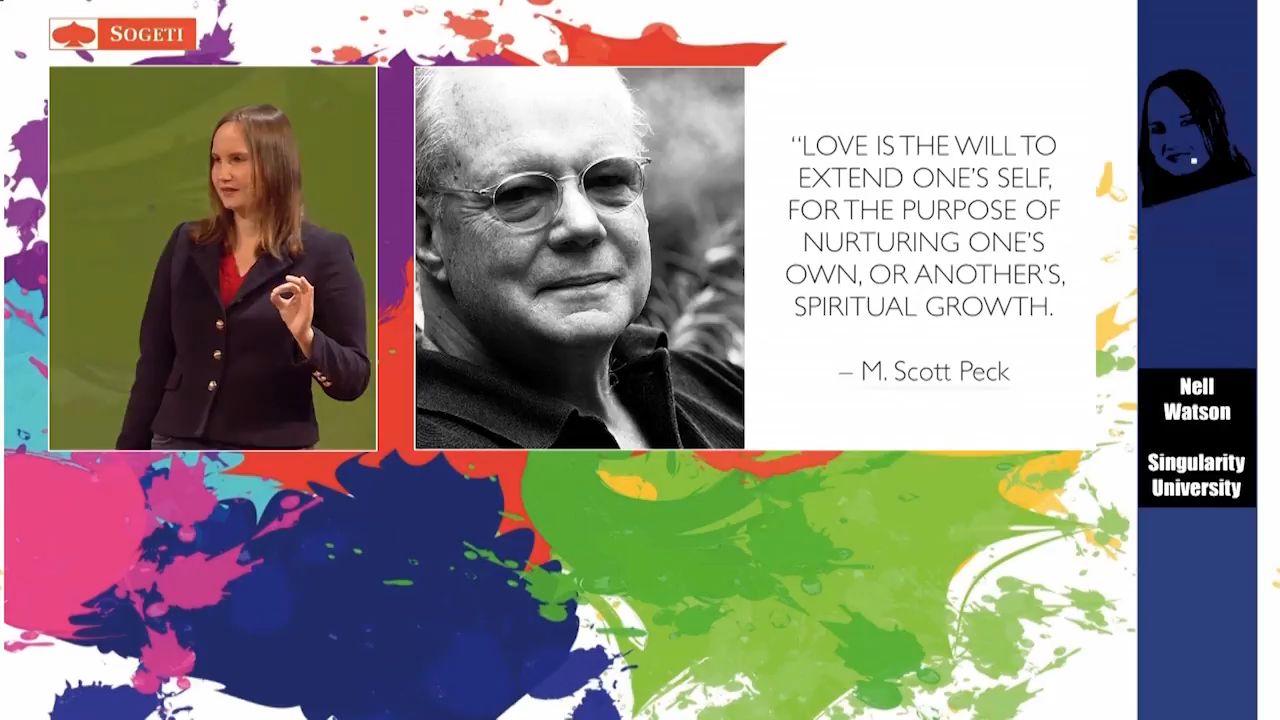 SOGETI
“LOVE IS THE WILL TO
EXTEND ONE’S SELF,
FOR THE PURPOSE OF
NURTURING ONE’S
OWN, OR ANOTHER’S,
SPIRITUAL GROWTH.
– M. Scott Peck
Nell
Watson
Singularity
University